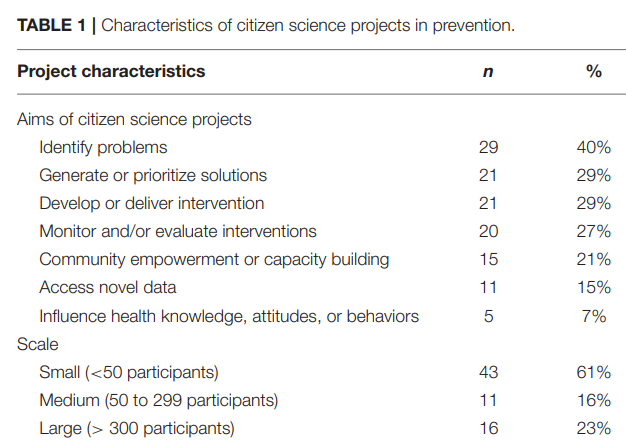 TABLE 1 | Characteristics of citizen science projects in prevention.
Project characteristics n %
Aims of citizen science projects
Identify problems 29 40%
Generate or prioritize solutions 21 29%
Develop or deliver intervention 21 29%
Monitor and/or evaluate interventions 20 27%
Community empowerment or capacity building 15 21%
Access novel data 11 15%
Influence health knowledge, attitudes, or behaviors 5 7%
Scale
Small (<50 participants) 43 61%
Medium (50 to 299 participants) 11 16%
Large (> 300 participants) 16 23%